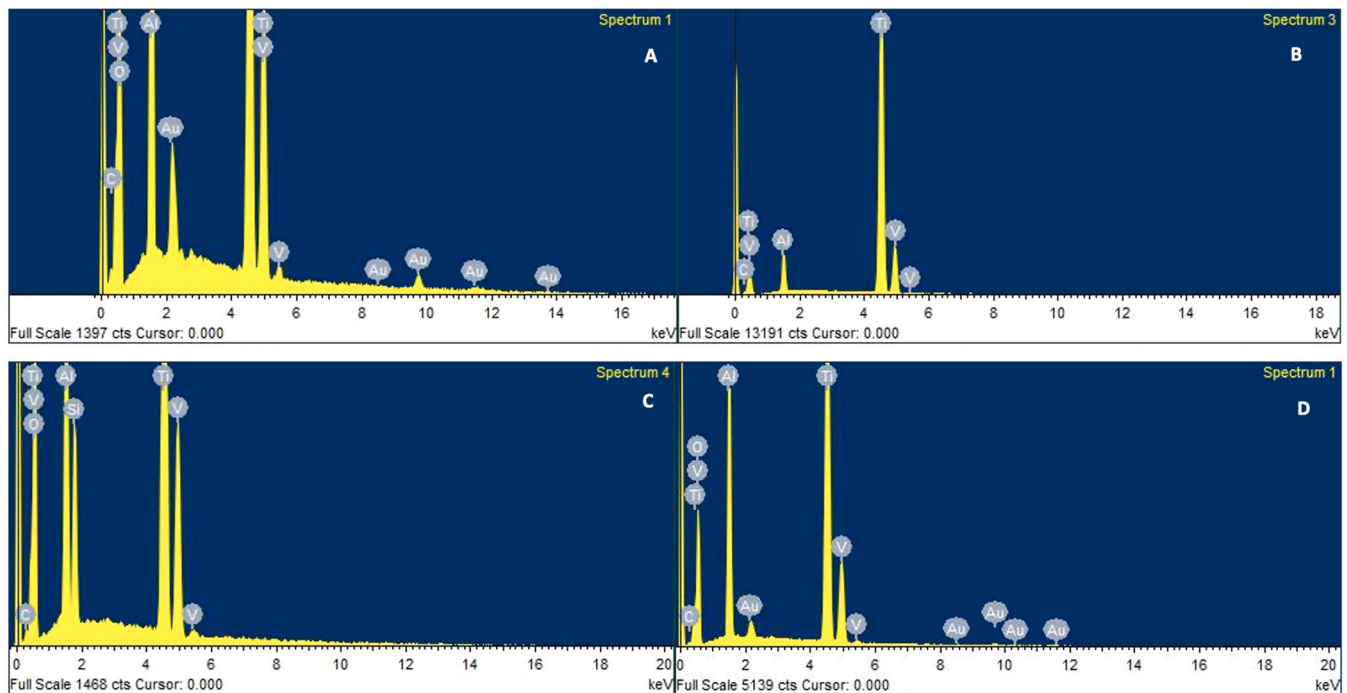 Spectrum 1
A
Ti Al Ti
V V
O
Au
C
V
Au Au Au Au
0 2 4 6 8 10 12 14 16
Full Scale 1397 cts Cursor: 0.000 keV
Spectrum 3
B
Ti
Ti
V Al V
C V
0 2 4 6 8 10 12 14 16 18
Full Scale 13191 cts Cursor: 0.000 keV
Spectrum 4
C
Ti Al Ti
V Si V
O
C V
0 2 4 6 8 10 12 14 16 18 20
Full Scale 1468 cts Cursor: 0.000 keV
Spectrum 1
D
Al Ti
O
V
Ti
V
C Au V Au Au Au Au
0 2 4 6 8 10 12 14 16 18 20
Full Scale 5139 cts Cursor: 0.000 keV